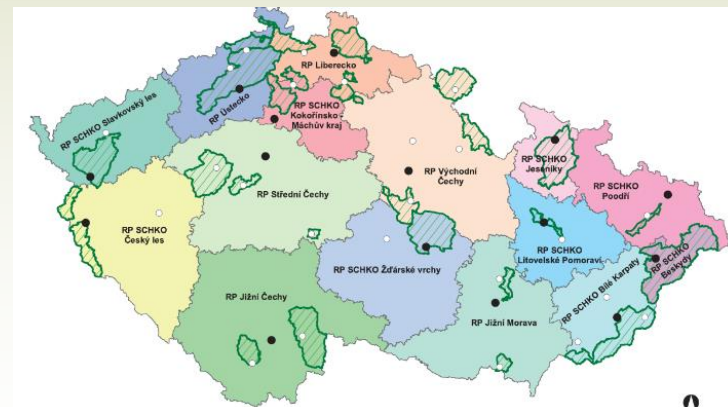 RP Liberecko
RP SCHKO Slavkovský les
RP Ústecko
RP SCHKO
Kokořínsko -
Máchův kraj
RP SCHKO
Jeseníky
RP Východní
Čechy
RP SCHKO
Poodří
RP Střední Čechy
RP SCHKO
Český les
RP SCHKO
Litovelské Pomoraví
RP SCHKO
Beskydy
RP SCHKO Žďárské vrchy
RP SCHKO Bílé Karpaty
RP Jižní Čechy
RP Jižní Morava